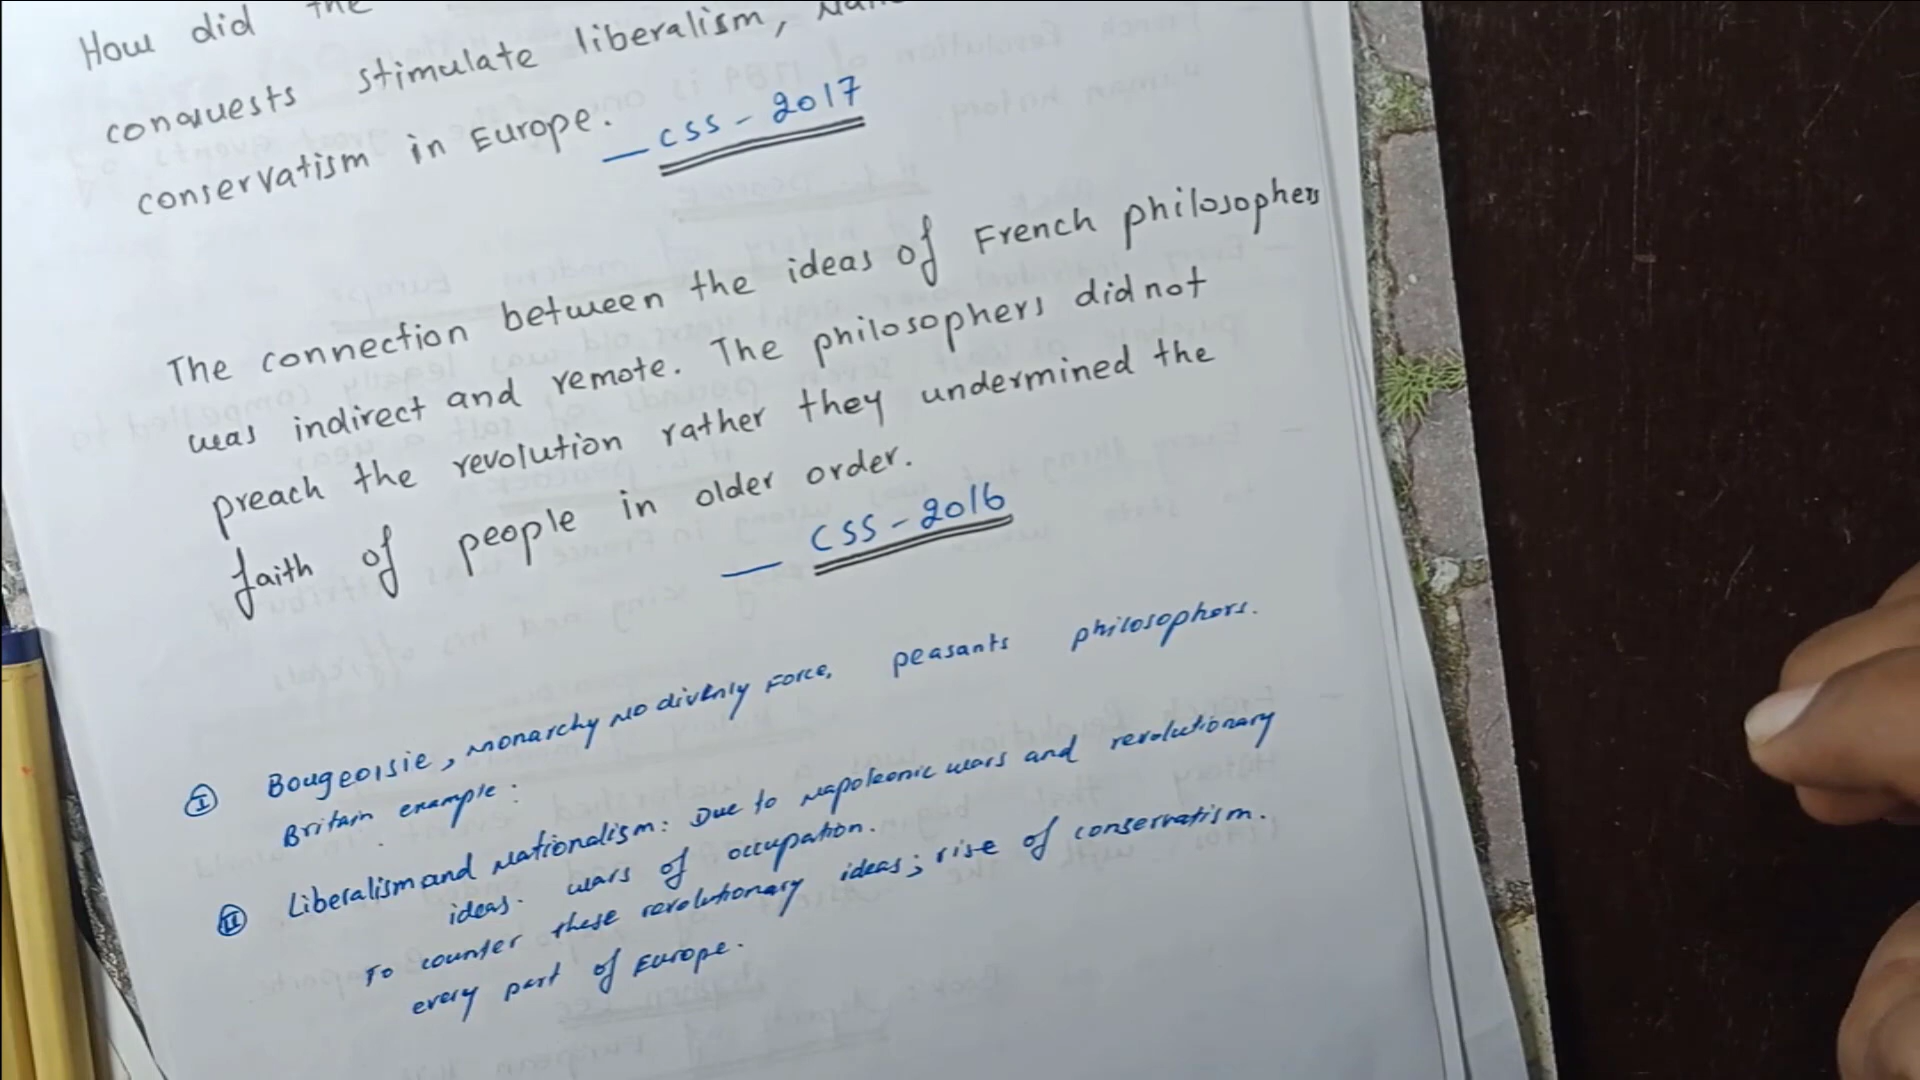 How did the
conquests stimulate liberalism,
conservatism in Europe. — CSS - 2017
The connection between the ideas of French philosophers
was indirect and remote. The philosophers did not
preach the revolution rather they undermined the
faith of people in older order.
— CSS - 2016
I Bougeoisie, Monarchy no divinly Force, peasants philosophers.
Britain example:
II Liberalism and Nationalism: Due to Napoleonic wars and revolutionary
ideas. wars of occupation.
To counter these revolutionary ideas; rise of conservatism.
every part of Europe.